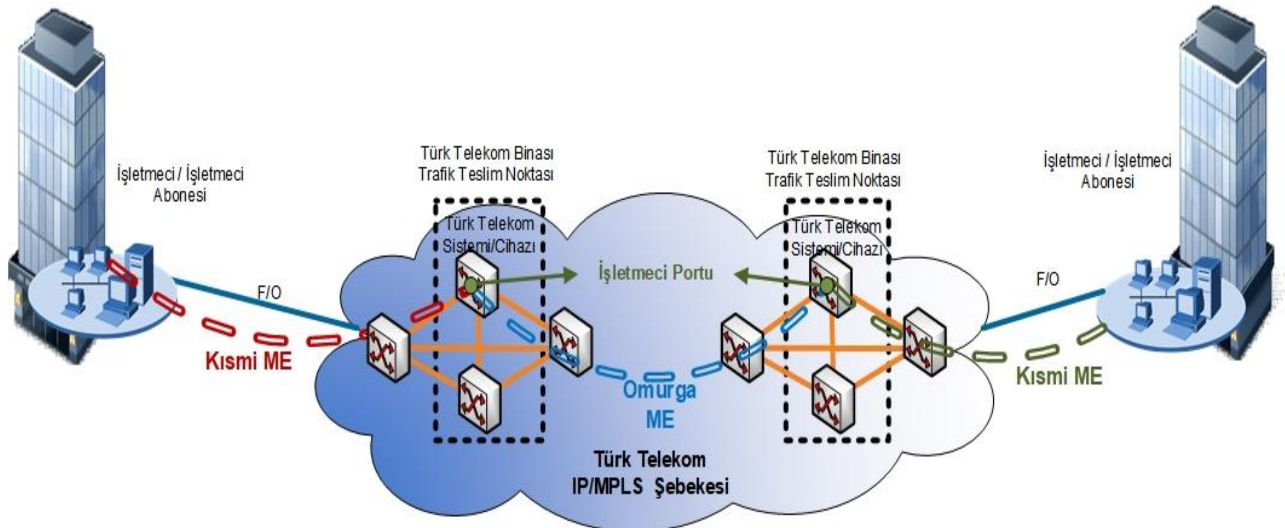 İşletmeci / İşletmeci
Abonesi
Türk Telekom Binası
Trafik Teslim Noktası
Türk Telekom Binası
Trafik Teslim Noktası
İşletmeci / İşletmeci
Abonesi
Türk Telekom
Sistemi/Cihazı
Türk Telekom
Sistemi/Cihazı
İşletmeci Portu
F/O
F/O
Kısmi ME
Omurga
ME
Kısmi ME
Türk Telekom
IP/MPLS Şebekesi